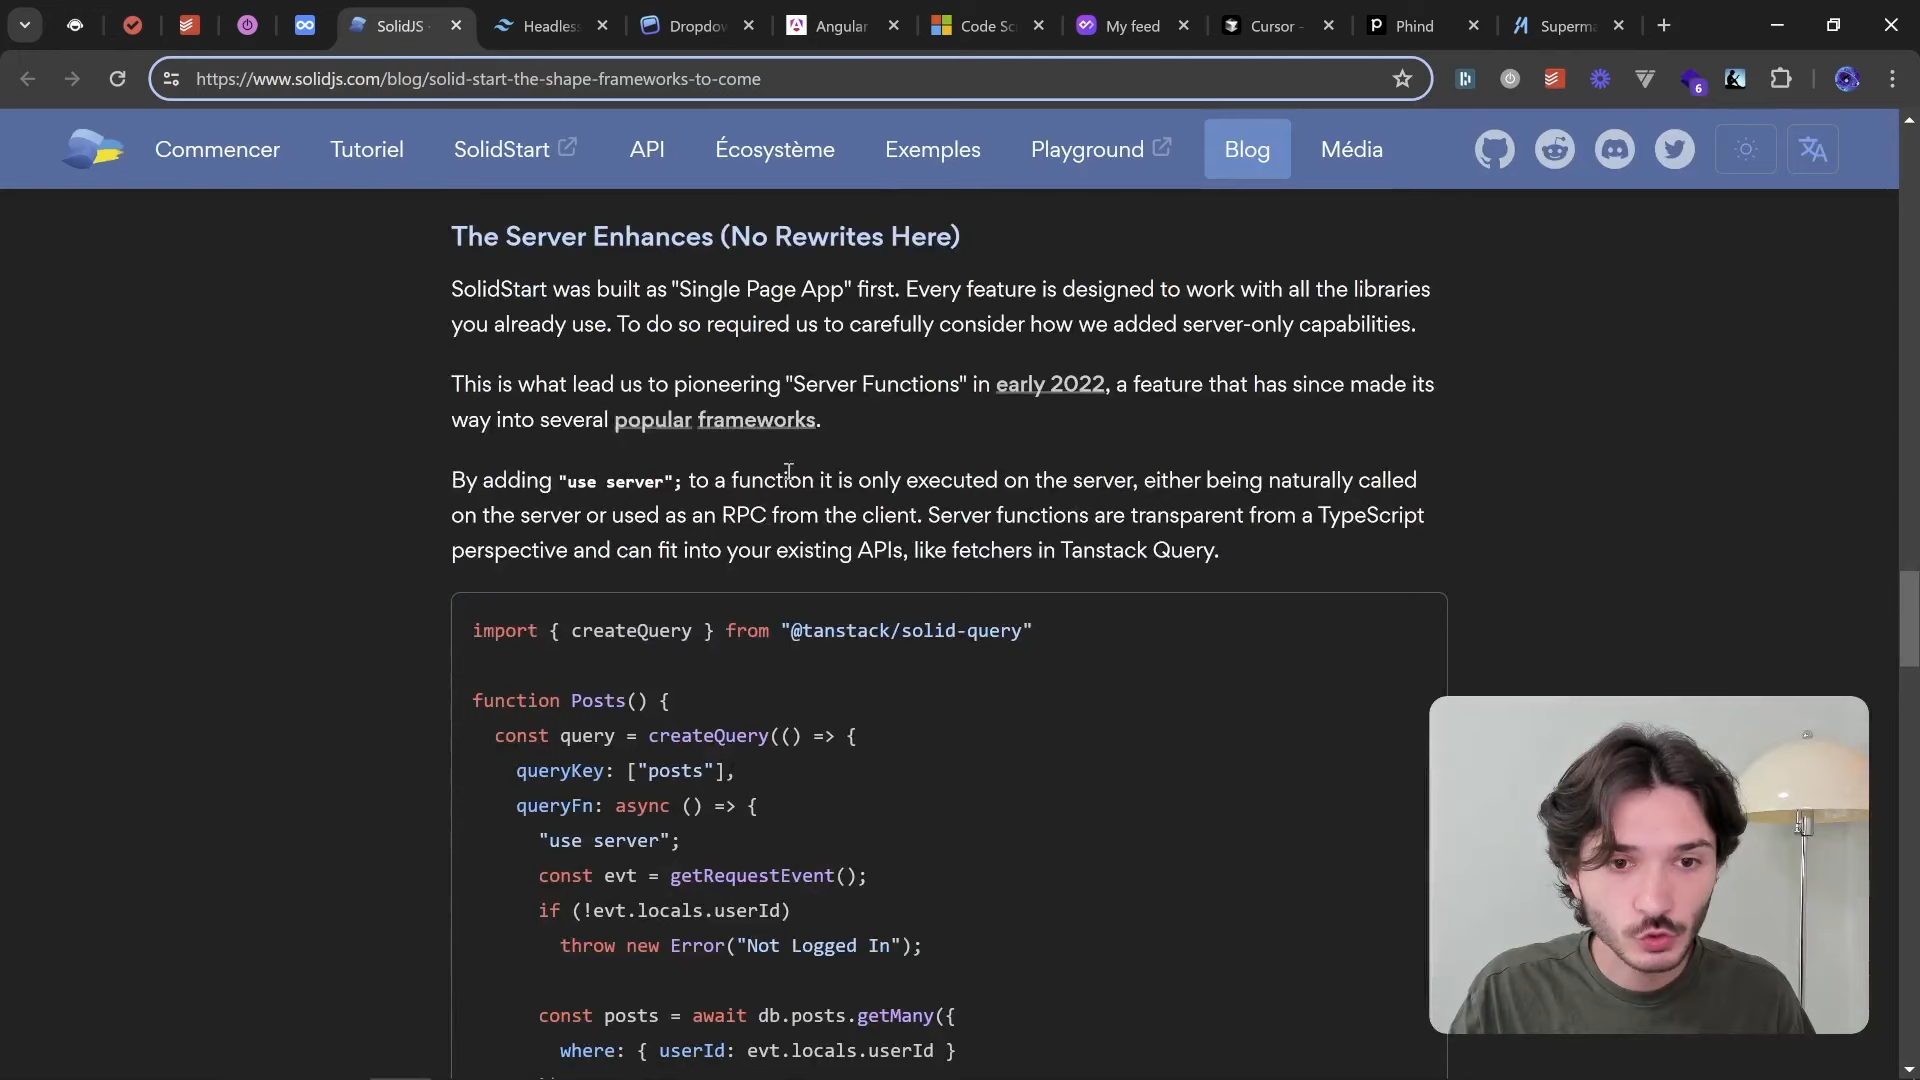 SolidJS
Headless
Dropdov
Angular
Code Sc
My feed
Cursor -
Phind
Superma
https://www.solidjs.com/blog/solid-start-the-shape-frameworks-to-come
6
Commencer
Tutoriel
SolidStart
API
Écosystème
Exemples
Playground
Blog
Média
The Server Enhances (No Rewrites Here)
SolidStart was built as "Single Page App" first. Every feature is designed to work with all the libraries
you already use. To do so required us to carefully consider how we added server-only capabilities.
This is what lead us to pioneering "Server Functions" in early 2022, a feature that has since made its
way into several popular frameworks.
By adding "use server"; to a function it is only executed on the server, either being naturally called
on the server or used as an RPC from the client. Server functions are transparent from a TypeScript
perspective and can fit into your existing APIs, like fetchers in Tanstack Query.
import { createQuery } from "@tanstack/solid-query"
function Posts() {
const query = createQuery(() => {
queryKey: ["posts"],
queryFn: async () => {
"use server";
const evt = getRequestEvent();
if (!evt.locals.userId)
throw new Error("Not Logged In");
const posts = await db.posts.getMany({
where: { userId: evt.locals.userId }